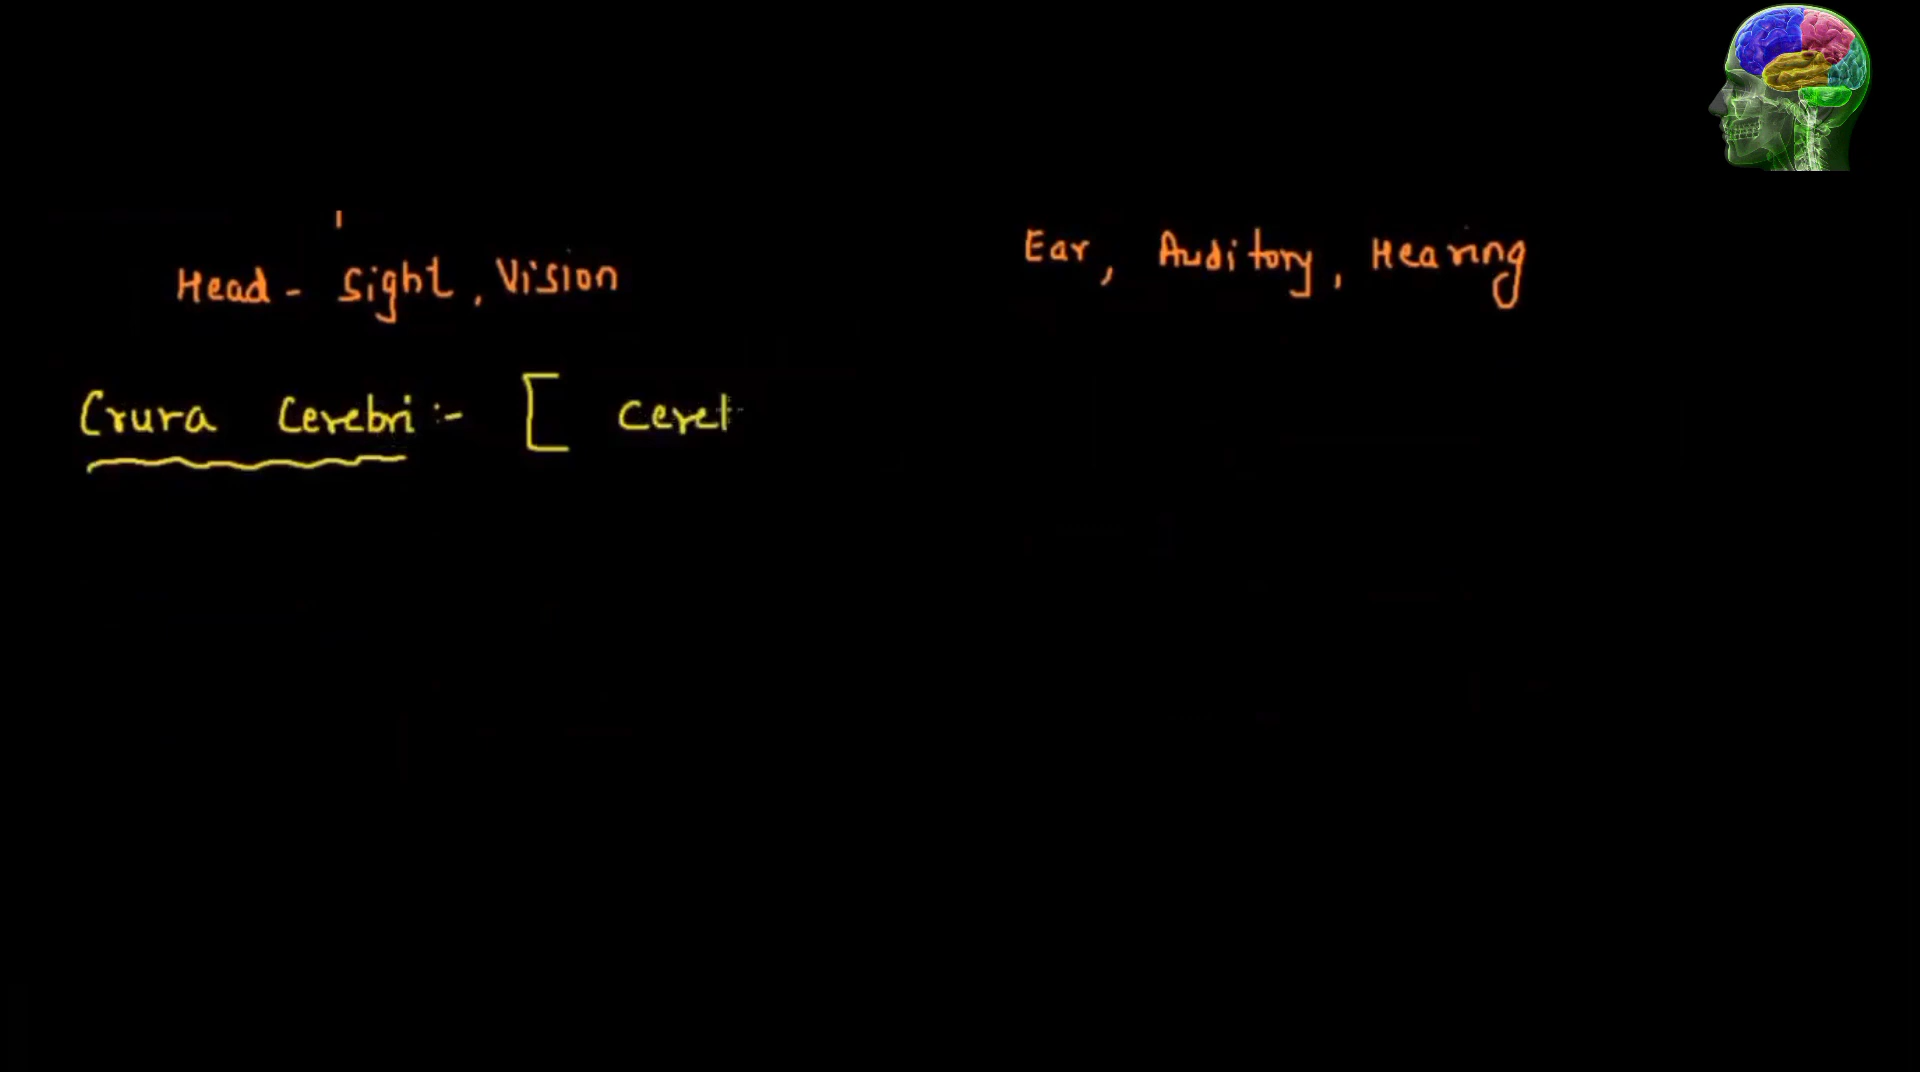 Head - Sight, Vision
Ear, Auditory, Hearing
Crura Cerebri :- [